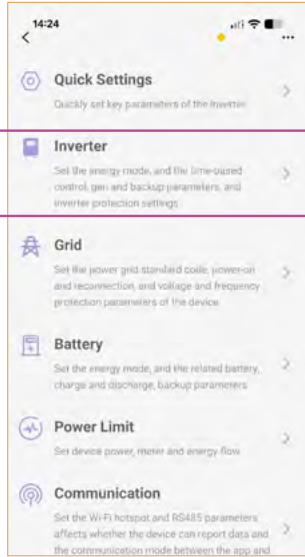 14:24
Quick Settings
Quickly set key parameters of the Inverter
Inverter
Set the energy mode, and the time-based
control, gen and backup parameters, and
inverter protection settings
Grid
Set the power grid standard code, power-on
and reconnection, and voltage and frequency
protection parameters of the device
Battery
Set the energy mode, and the related battery,
charge and discharge, backup parameters
Power Limit
Set device power, meter and energy flow
Communication
Set the Wi-Fi hotspot and RS485 parameters
affects whether the device can report data and
the communication mode between the app and